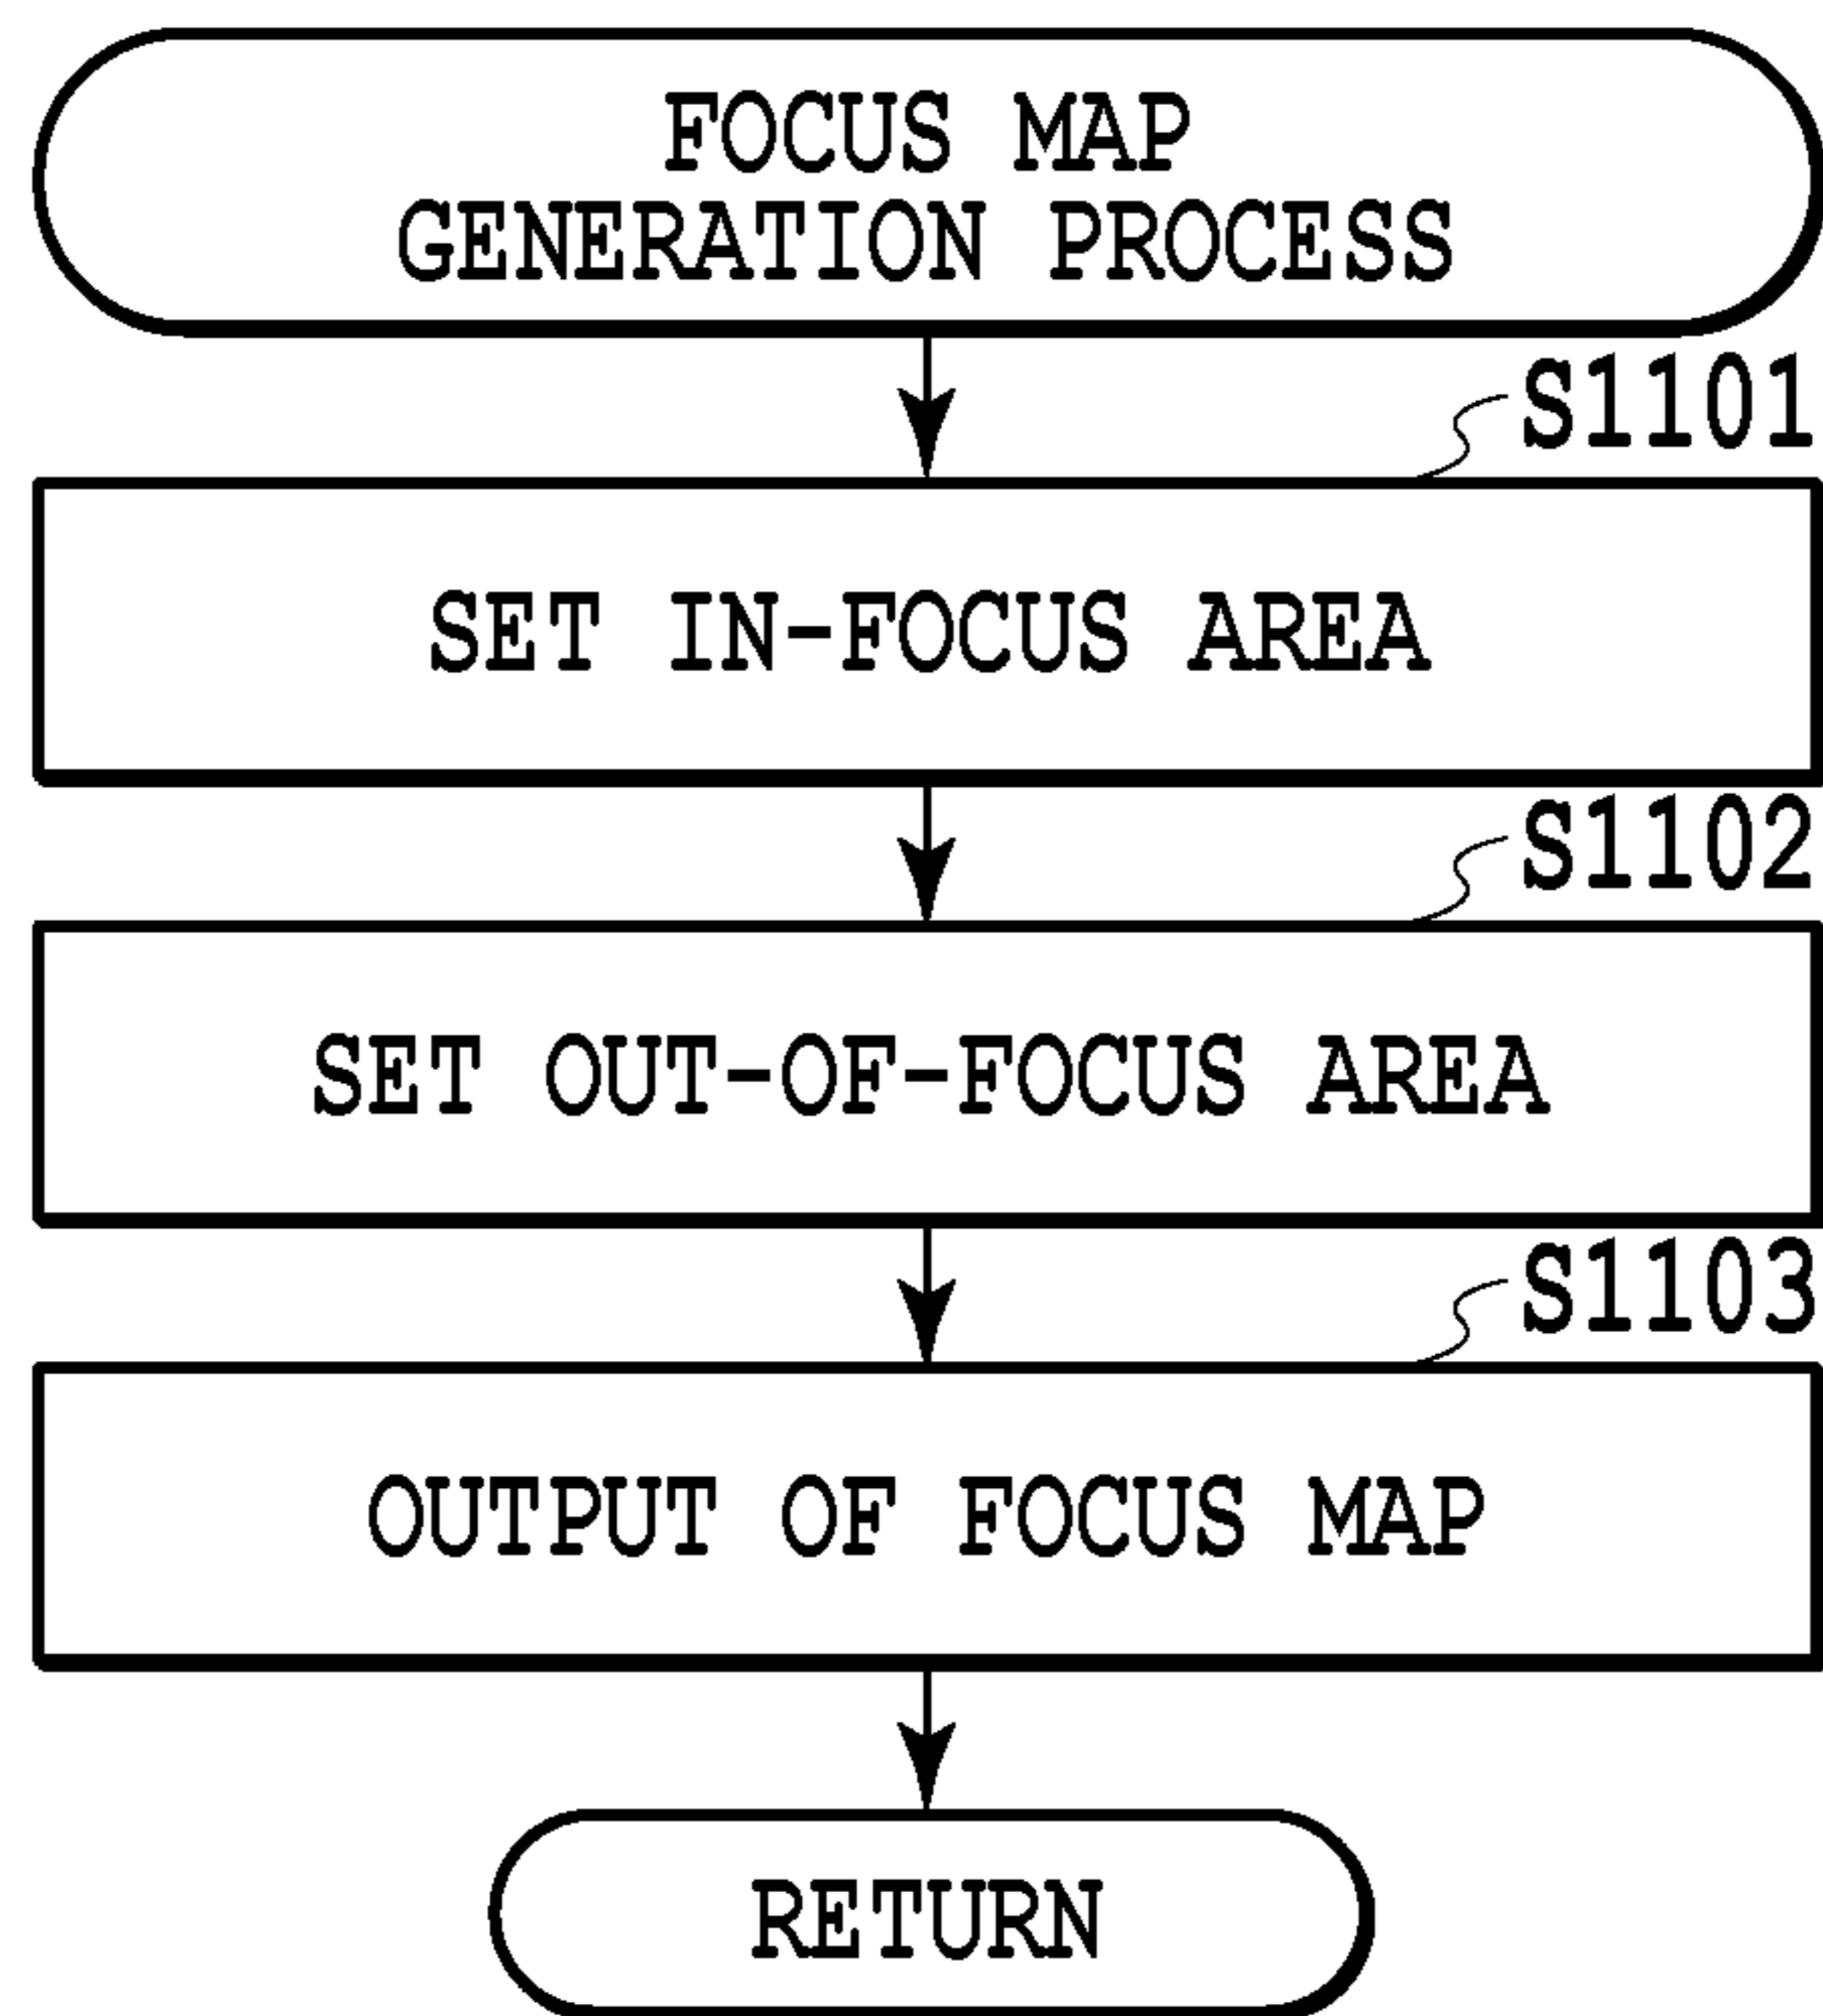 FOCUS MAP
GENERATION PROCESS
S1101
SET IN-FOCUS AREA
S1102
SET OUT-OF-FOCUS AREA
S1103
OUTPUT OF FOCUS MAP
RETURN